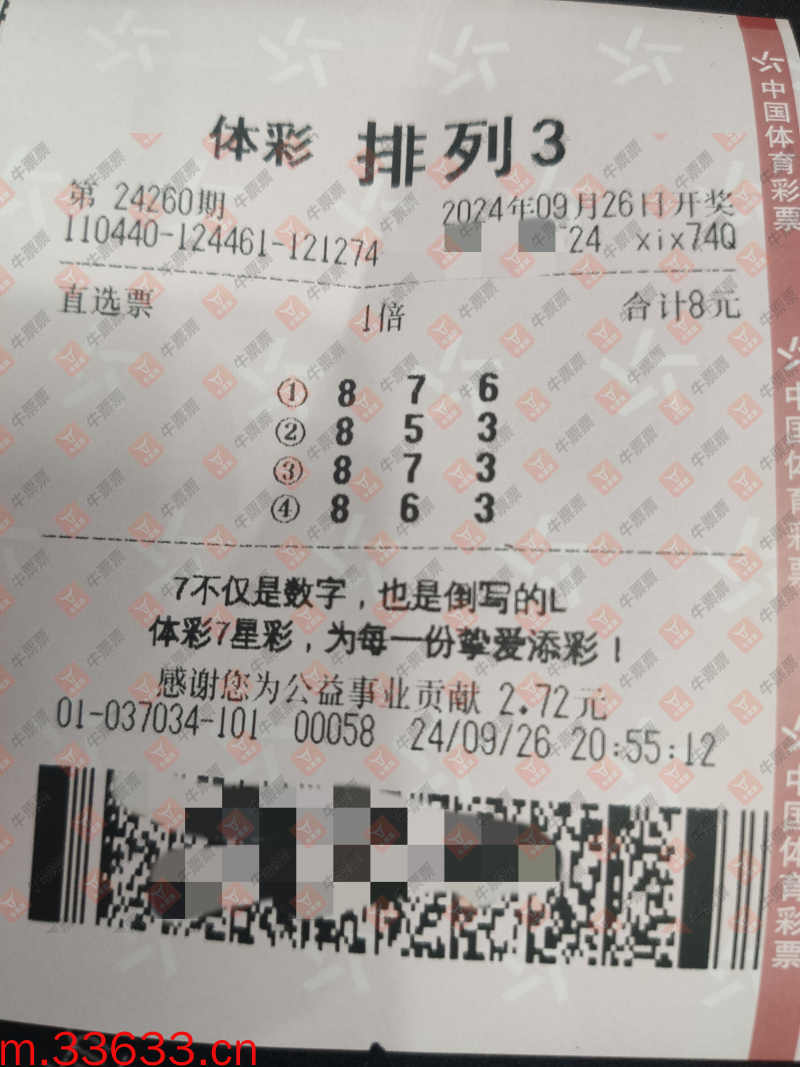 体彩 排列3
第 24260期 2024年09月26日开奖
110440-124461-121274 24 xix74Q
直选票 1倍 合计8元
① 8 7 6
② 8 5 3
③ 8 7 3
④ 8 6 3
7不仅是数字，也是倒写的L
体彩7星彩，为每一份挚爱添彩！
感谢您为公益事业贡献 2.72元
01-037034-101 00058 24/09/26 20:55:12
中国体育彩票
中国体育彩票
中国体育彩票
牛票票
m.33633.cn